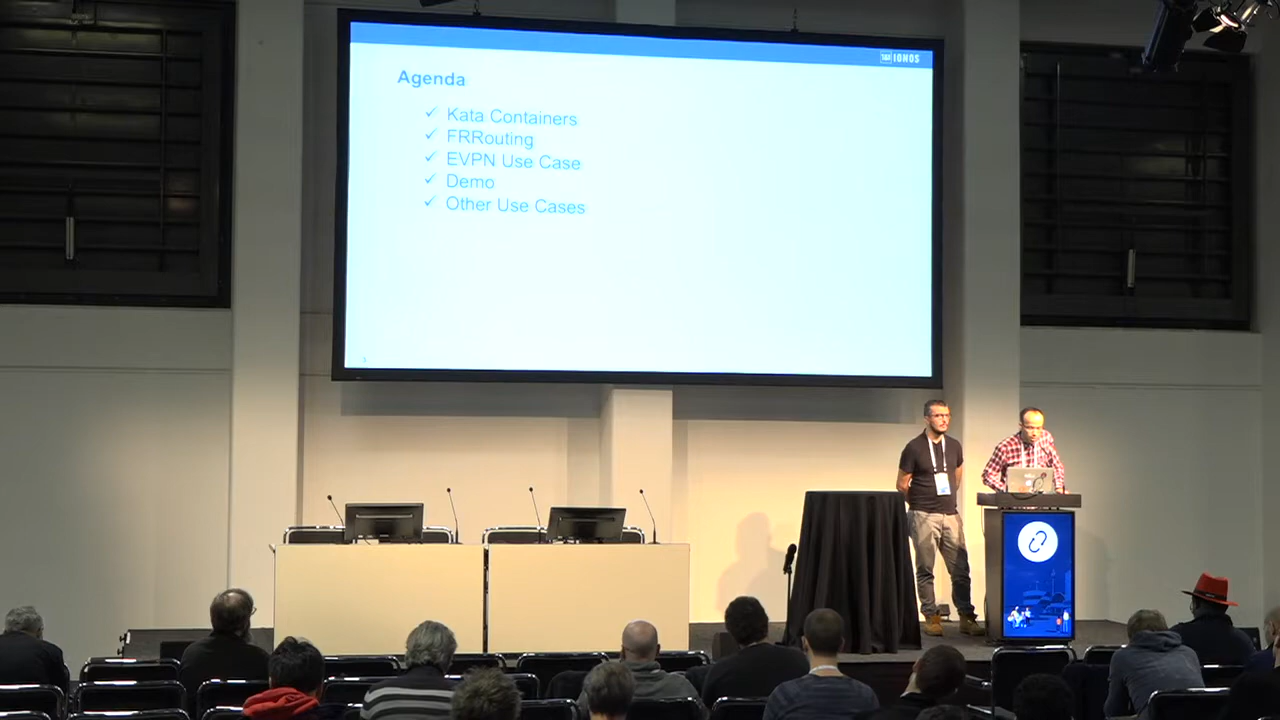 IONOS
Agenda
✓ Kata Containers
✓ FRRouting
✓ EVPN Use Case
✓ Demo
✓ Other Use Cases